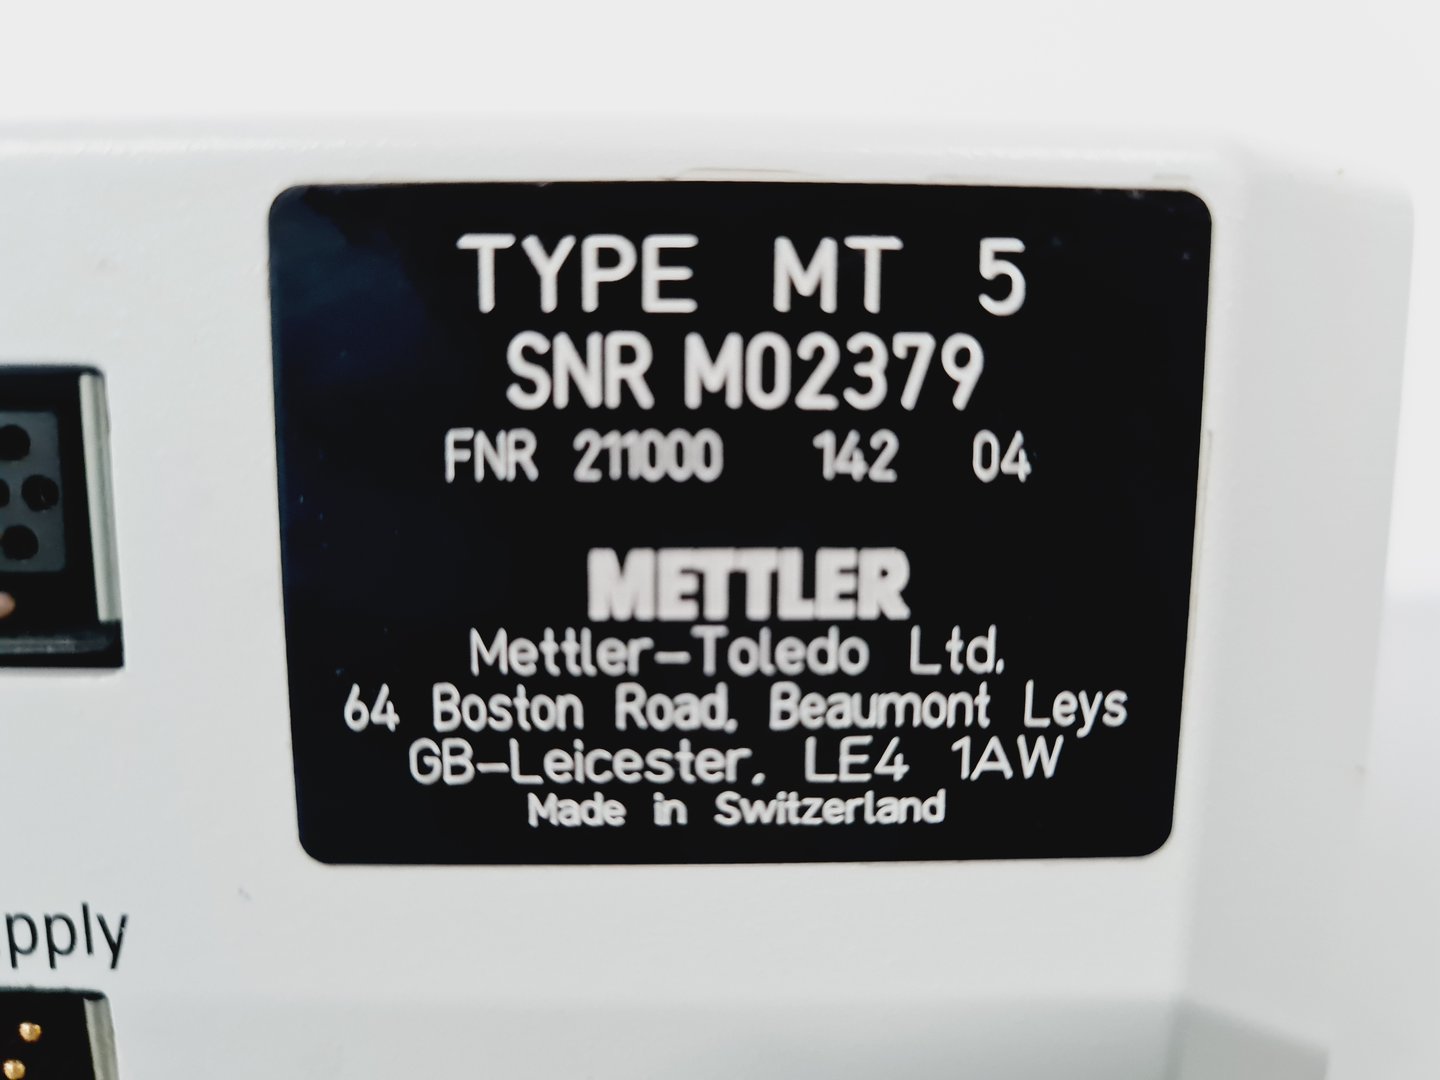 TYPE MT 5
SNR M02379
FNR 211000 142 04
METTLER
Mettler-Toledo Ltd.
64 Boston Road, Beaumont Leys
GB-Leicester, LE4 1AW
Made in Switzerland
pply